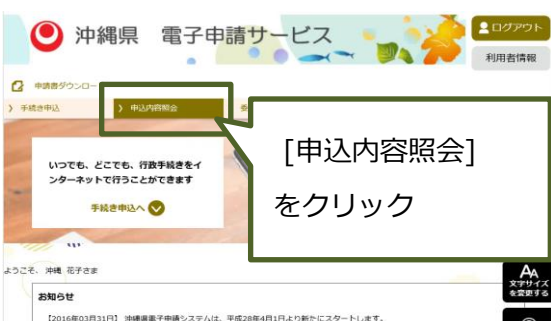 沖縄県 電子申請サービス
ログアウト
利用者情報
申請書ダウンロー
手続き申込
申込内容照会
いつでも、どこでも、行政手続きをイ
ンターネットで行うことができます
手続き申込へ
[申込内容照会]
をクリック
ようこそ、沖縄 花子さま
AA
文字サイズ
を変更する
お知らせ
【2016年03月31日】 沖縄県電子申請システムは、平成28年4月1日より新たにスタートします。